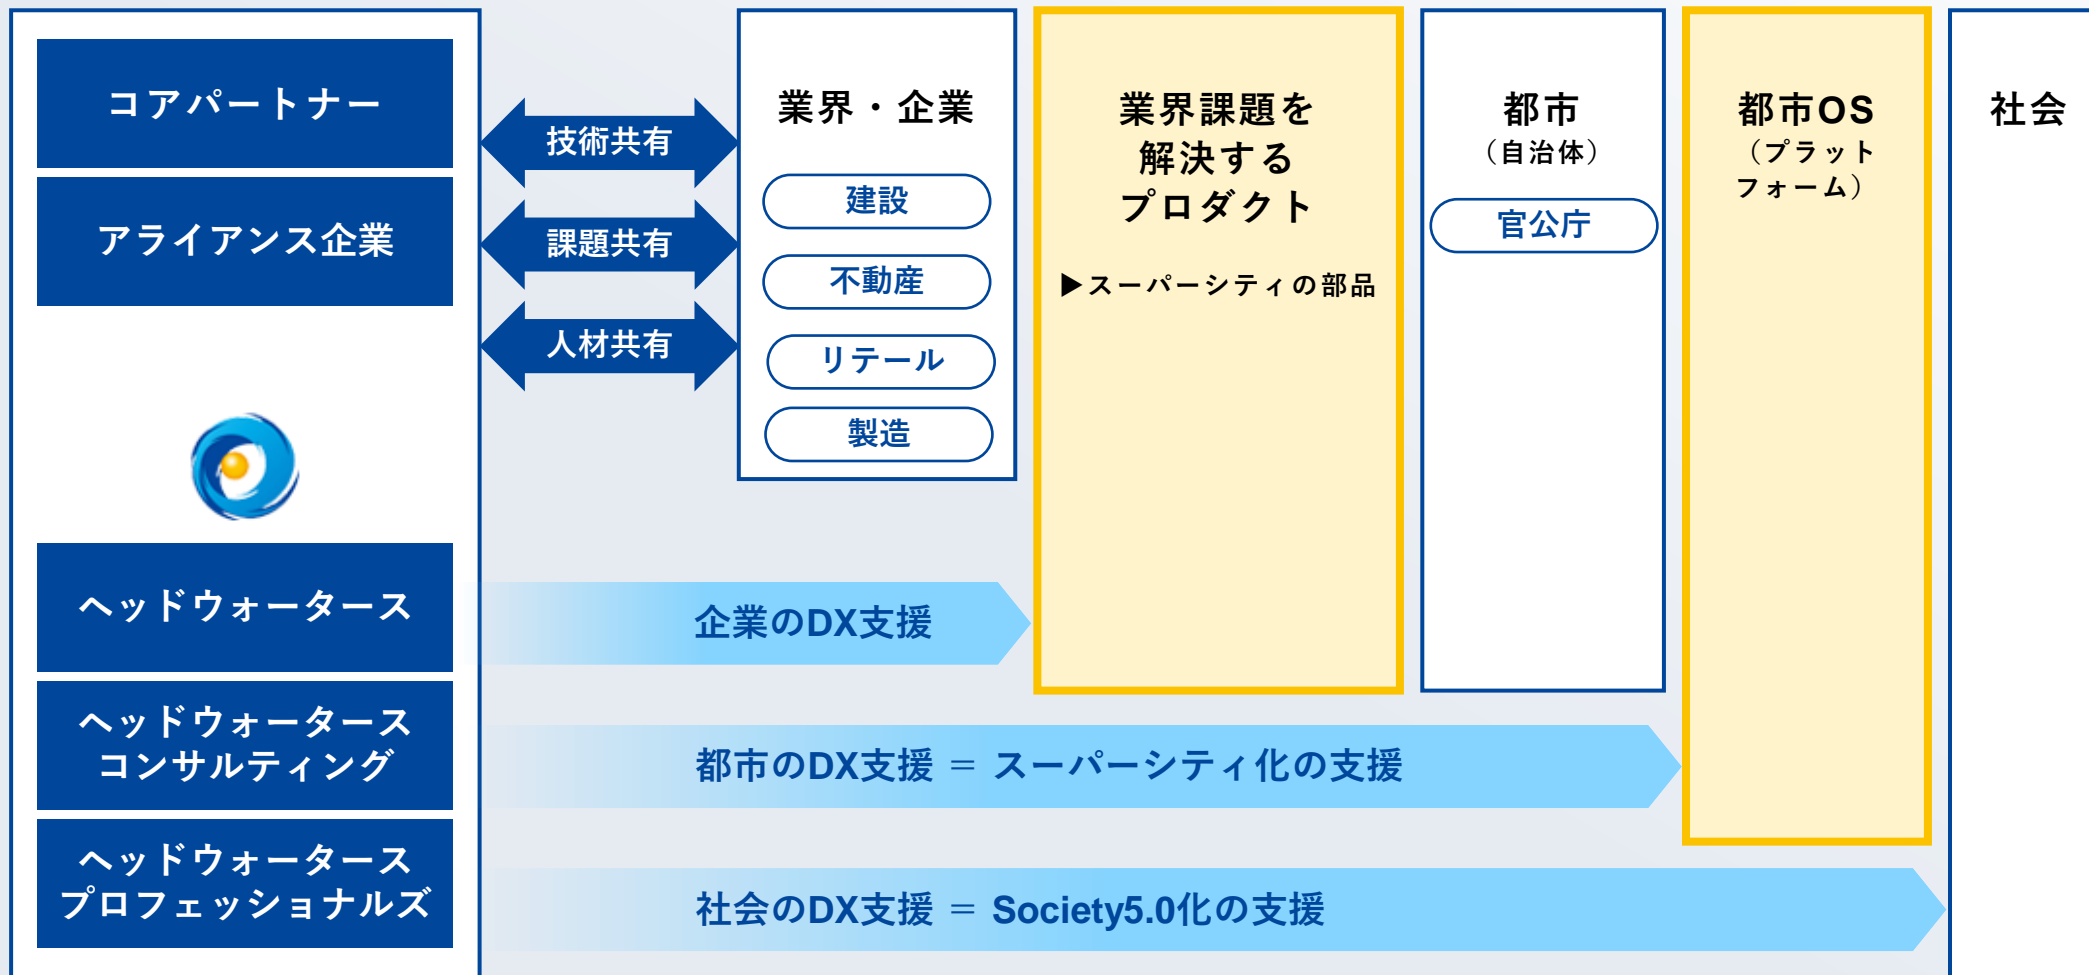 コアパートナー
アライアンス企業
技術共有
課題共有
人材共有
業界・企業
建設
不動産
リテール
製造
業界課題を
解決する
プロダクト
▶スーパーシティの部品
都市
（自治体）
官公庁
都市OS
（プラット
フォーム）
社会
ヘッドウォータース
企業のDX支援
ヘッドウォータース
コンサルティング
都市のDX支援 ＝ スーパーシティ化の支援
ヘッドウォータース
プロフェッショナルズ
社会のDX支援 ＝ Society5.0化の支援